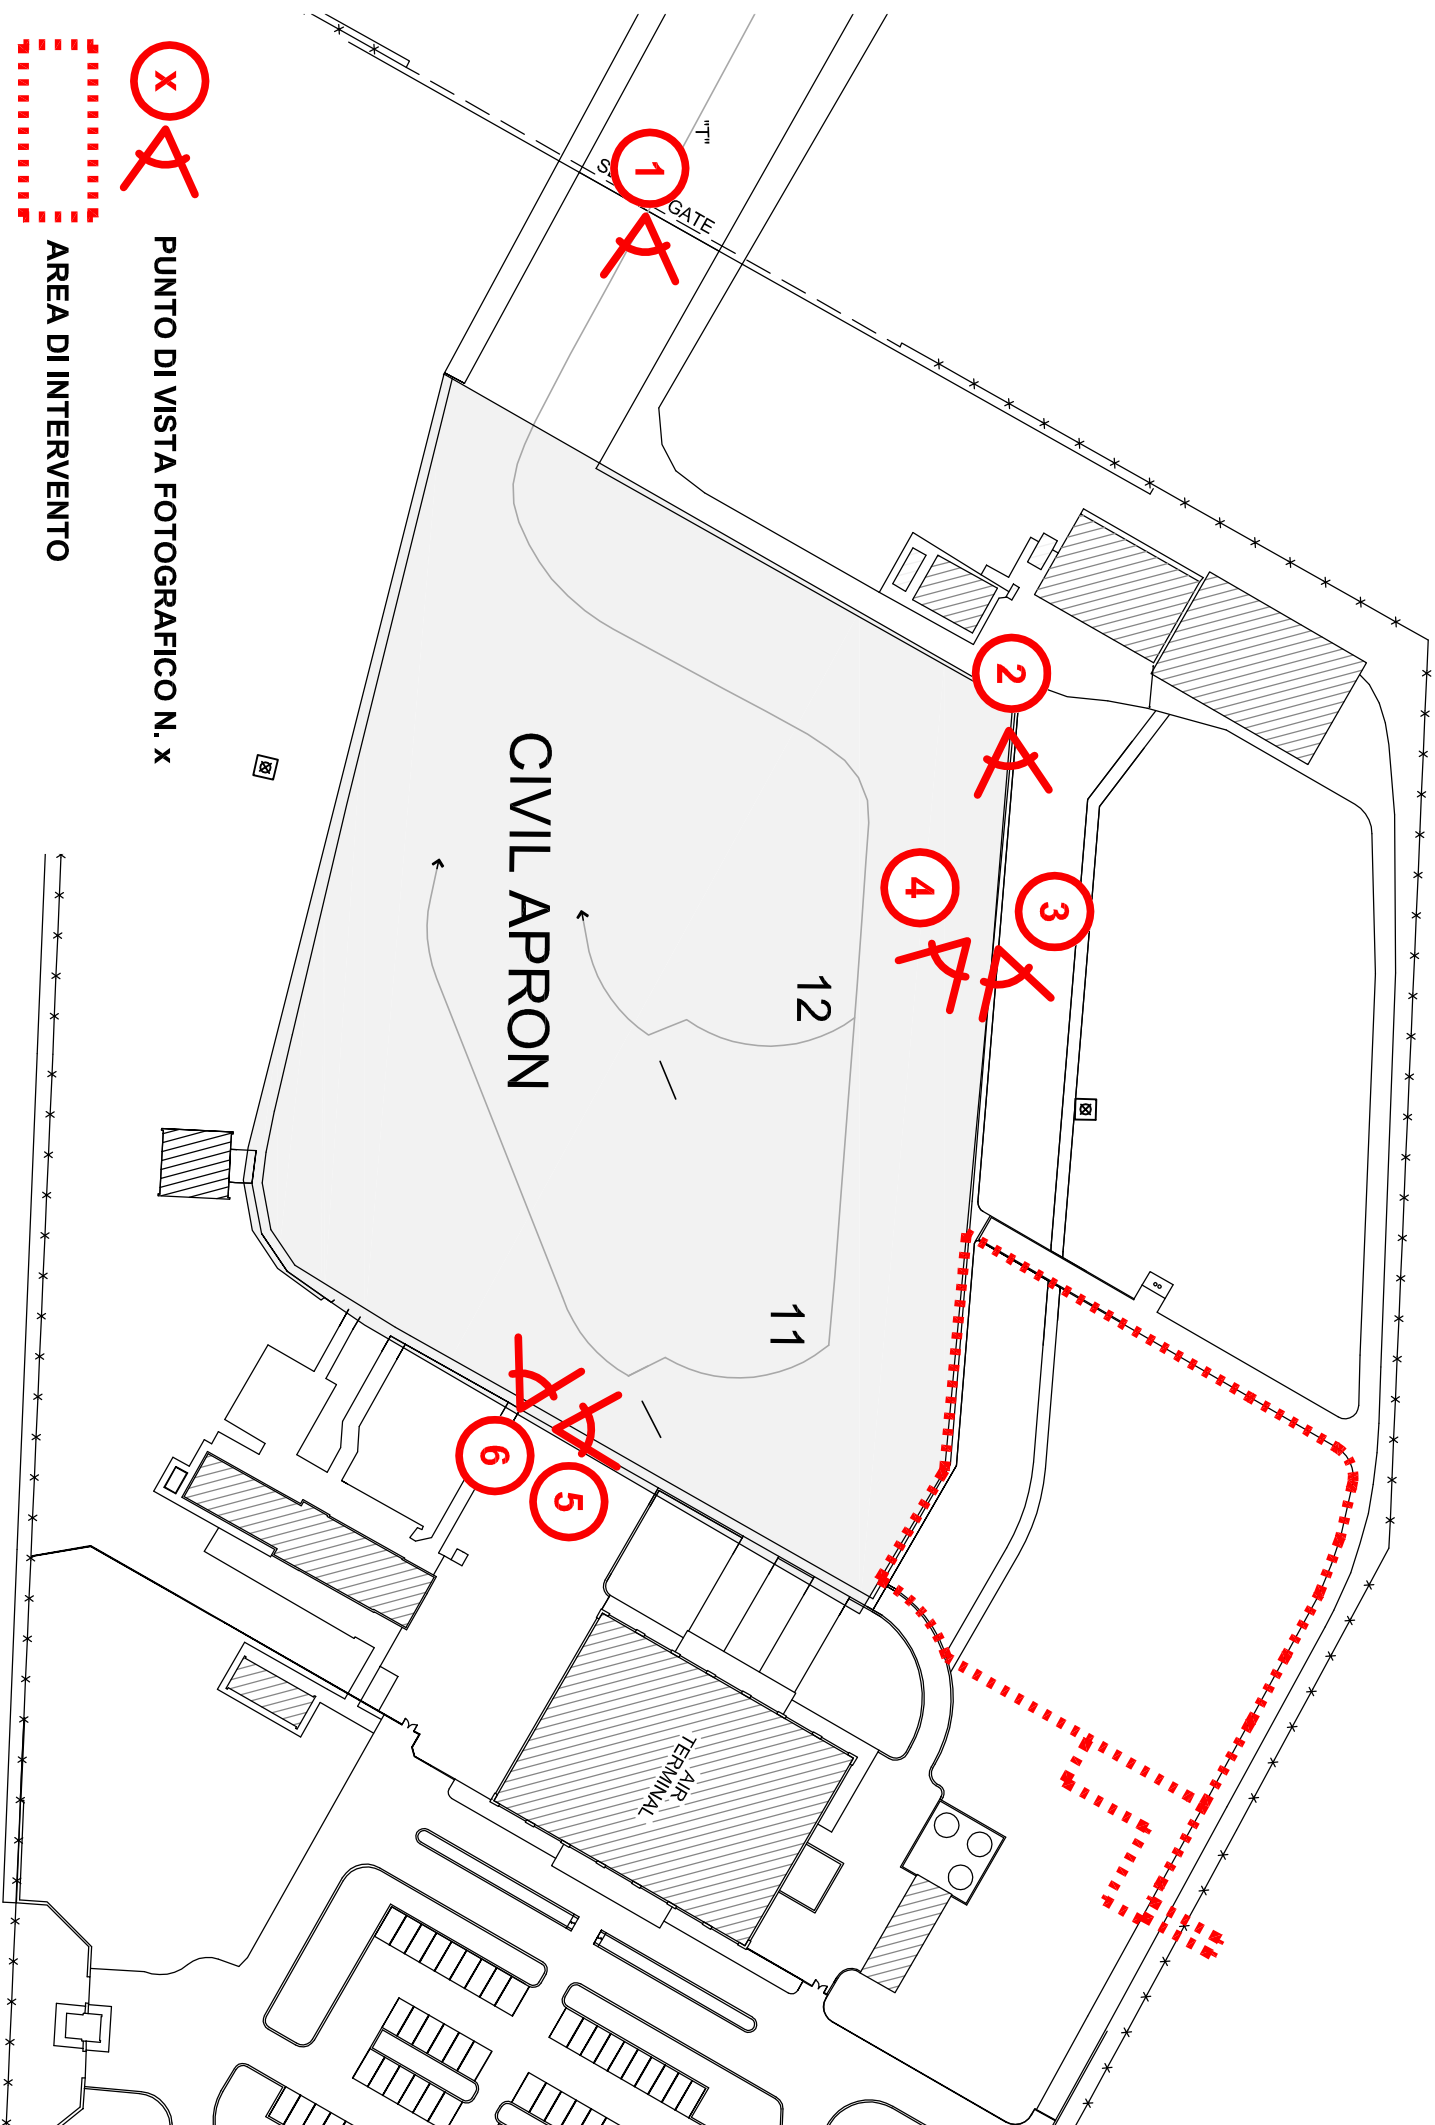 x
PUNTO DI VISTA FOTOGRAFICO N. x
AREA DI INTERVENTO
"T"
1
GATE
2
3
4
CIVIL APRON
12
11
6
5
AIR
TERMINAL